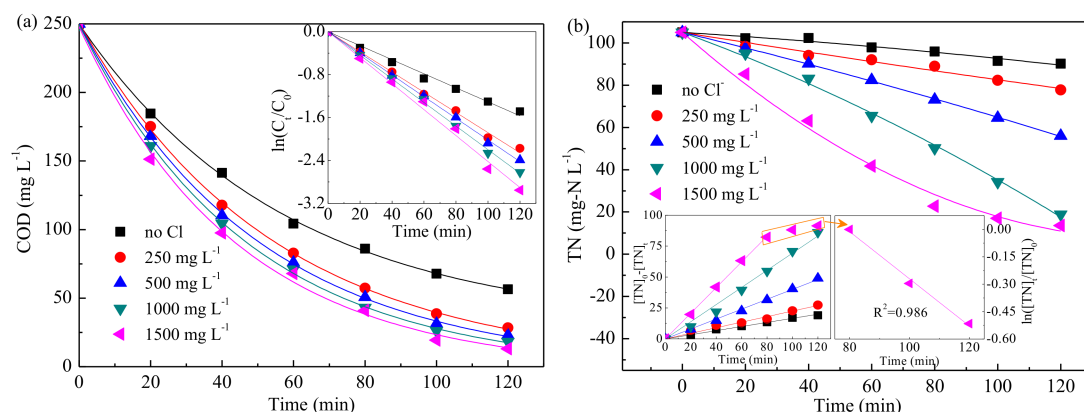 (a)
250
200
150
100
50
0
COD (mg L⁻¹)
0 20 40 60 80 100 120
Time (min)
no Cl⁻
250 mg L⁻¹
500 mg L⁻¹
1000 mg L⁻¹
1500 mg L⁻¹
0.0
-0.8
-1.6
-2.4
-3.2
ln(Cₜ/C₀)
0 20 40 60 80 100 120
Time (min)
(b)
100
80
60
40
20
0
-20
-40
TN (mg-N L⁻¹)
0 20 40 60 80 100 120
Time (min)
no Cl⁻
250 mg L⁻¹
500 mg L⁻¹
1000 mg L⁻¹
1500 mg L⁻¹
100
75
50
25
0
[TN]₀-[TN]ₜ
0 20 40 60 80 100 120
Time (min)
R²=0.986
0.00
-0.15
-0.30
-0.45
-0.60
ln([TN]ₜ/[TN]₀)
80 100 120
Time (min)